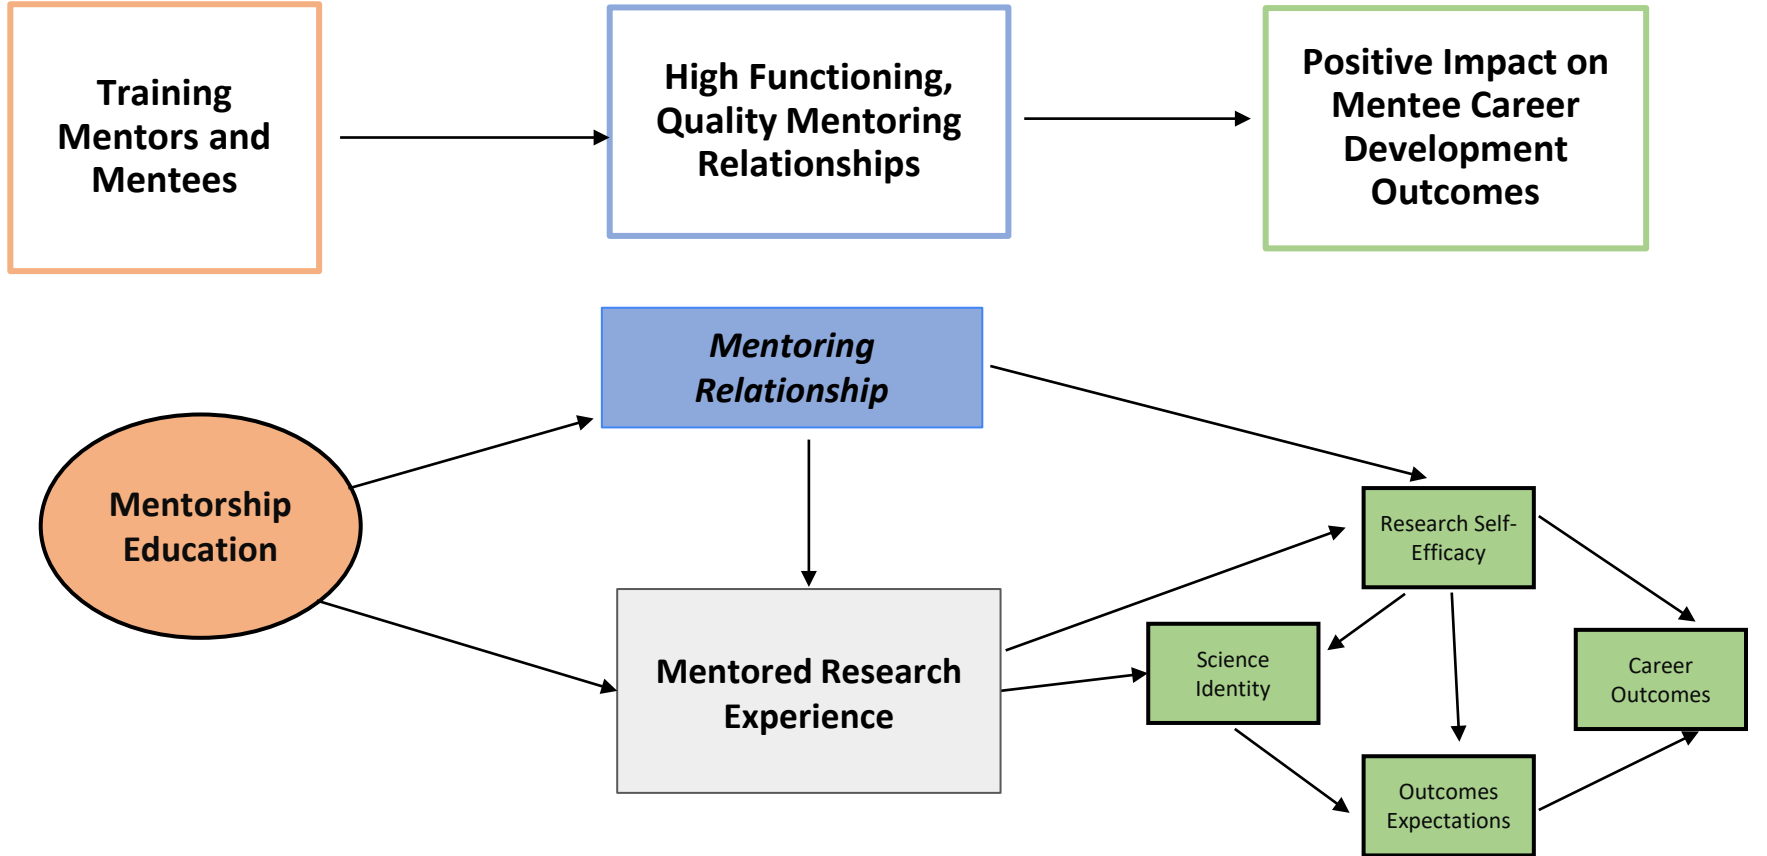 Training
Mentors and
Mentees
High Functioning,
Quality Mentoring
Relationships
Positive Impact on
Mentee Career
Development
Outcomes
Mentoring
Relationship
Mentorship
Education
Mentored Research
Experience
Research Self-
Efficacy
Science
Identity
Career
Outcomes
Outcomes
Expectations